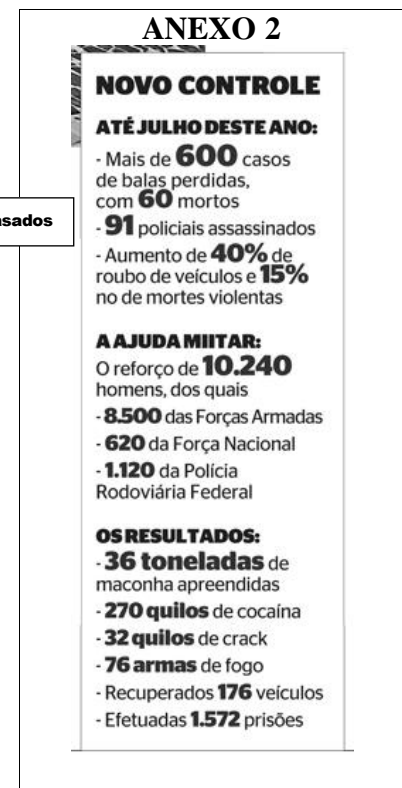 ANEXO 2
NOVO CONTROLE
ATÉ JULHO DESTE ANO:
- Mais de 600 casos
de balas perdidas,
com 60 mortos
- 91 policiais assassinados
- Aumento de 40% de
roubo de veículos e 15%
no de mortes violentas
A AJUDA MIITAR:
O reforço de 10.240
homens, dos quais
- 8.500 das Forças Armadas
- 620 da Força Nacional
- 1.120 da Polícia
Rodoviária Federal
OS RESULTADOS:
- 36 toneladas de
maconha apreendidas
- 270 quilos de cocaína
- 32 quilos de crack
- 76 armas de fogo
- Recuperados 176 veículos
- Efetuadas 1.572 prisões